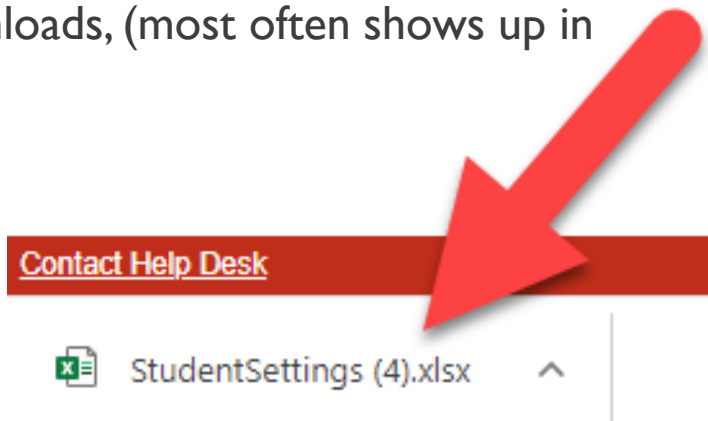 loads, (most often shows up in
Contact Help Desk
StudentSettings (4).xlsx